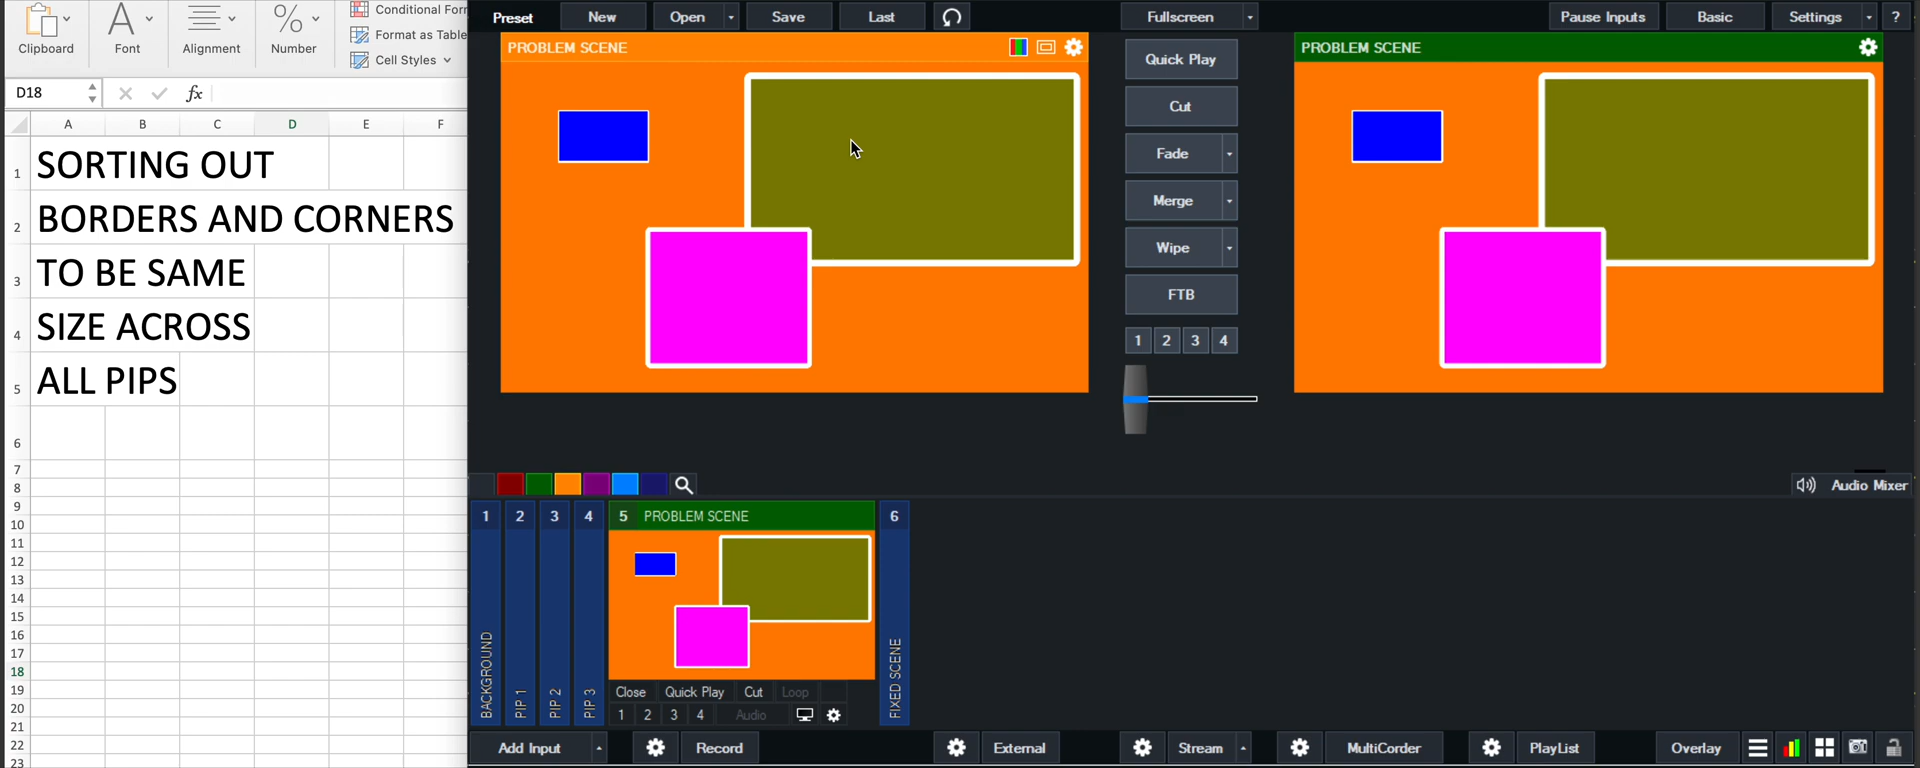 Clipboard
Font
Alignment
Number
Conditional For
Format as Table
Cell Styles
D18
fx
A B C D E F
1 SORTING OUT
2 BORDERS AND CORNERS
3 TO BE SAME
4 SIZE ACROSS
5 ALL PIPS
6
7
8
9
10
11
12
13
14
15
16
17
18
19
20
21
22
23
Preset New Open Save Last Fullscreen Pause Inputs Basic Settings ?
PROBLEM SCENE
Quick Play
Cut
Fade
Merge
Wipe
FTB
1 2 3 4
PROBLEM SCENE
Audio Mixer
1 BACKGROUND
2 PIP 1
3 PIP 2
4 PIP 3
5 PROBLEM SCENE
Close Quick Play Cut Loop
1 2 3 4 Audio
6 FIXED SCENE
Add Input Record External Stream MultiCorder PlayList Overlay